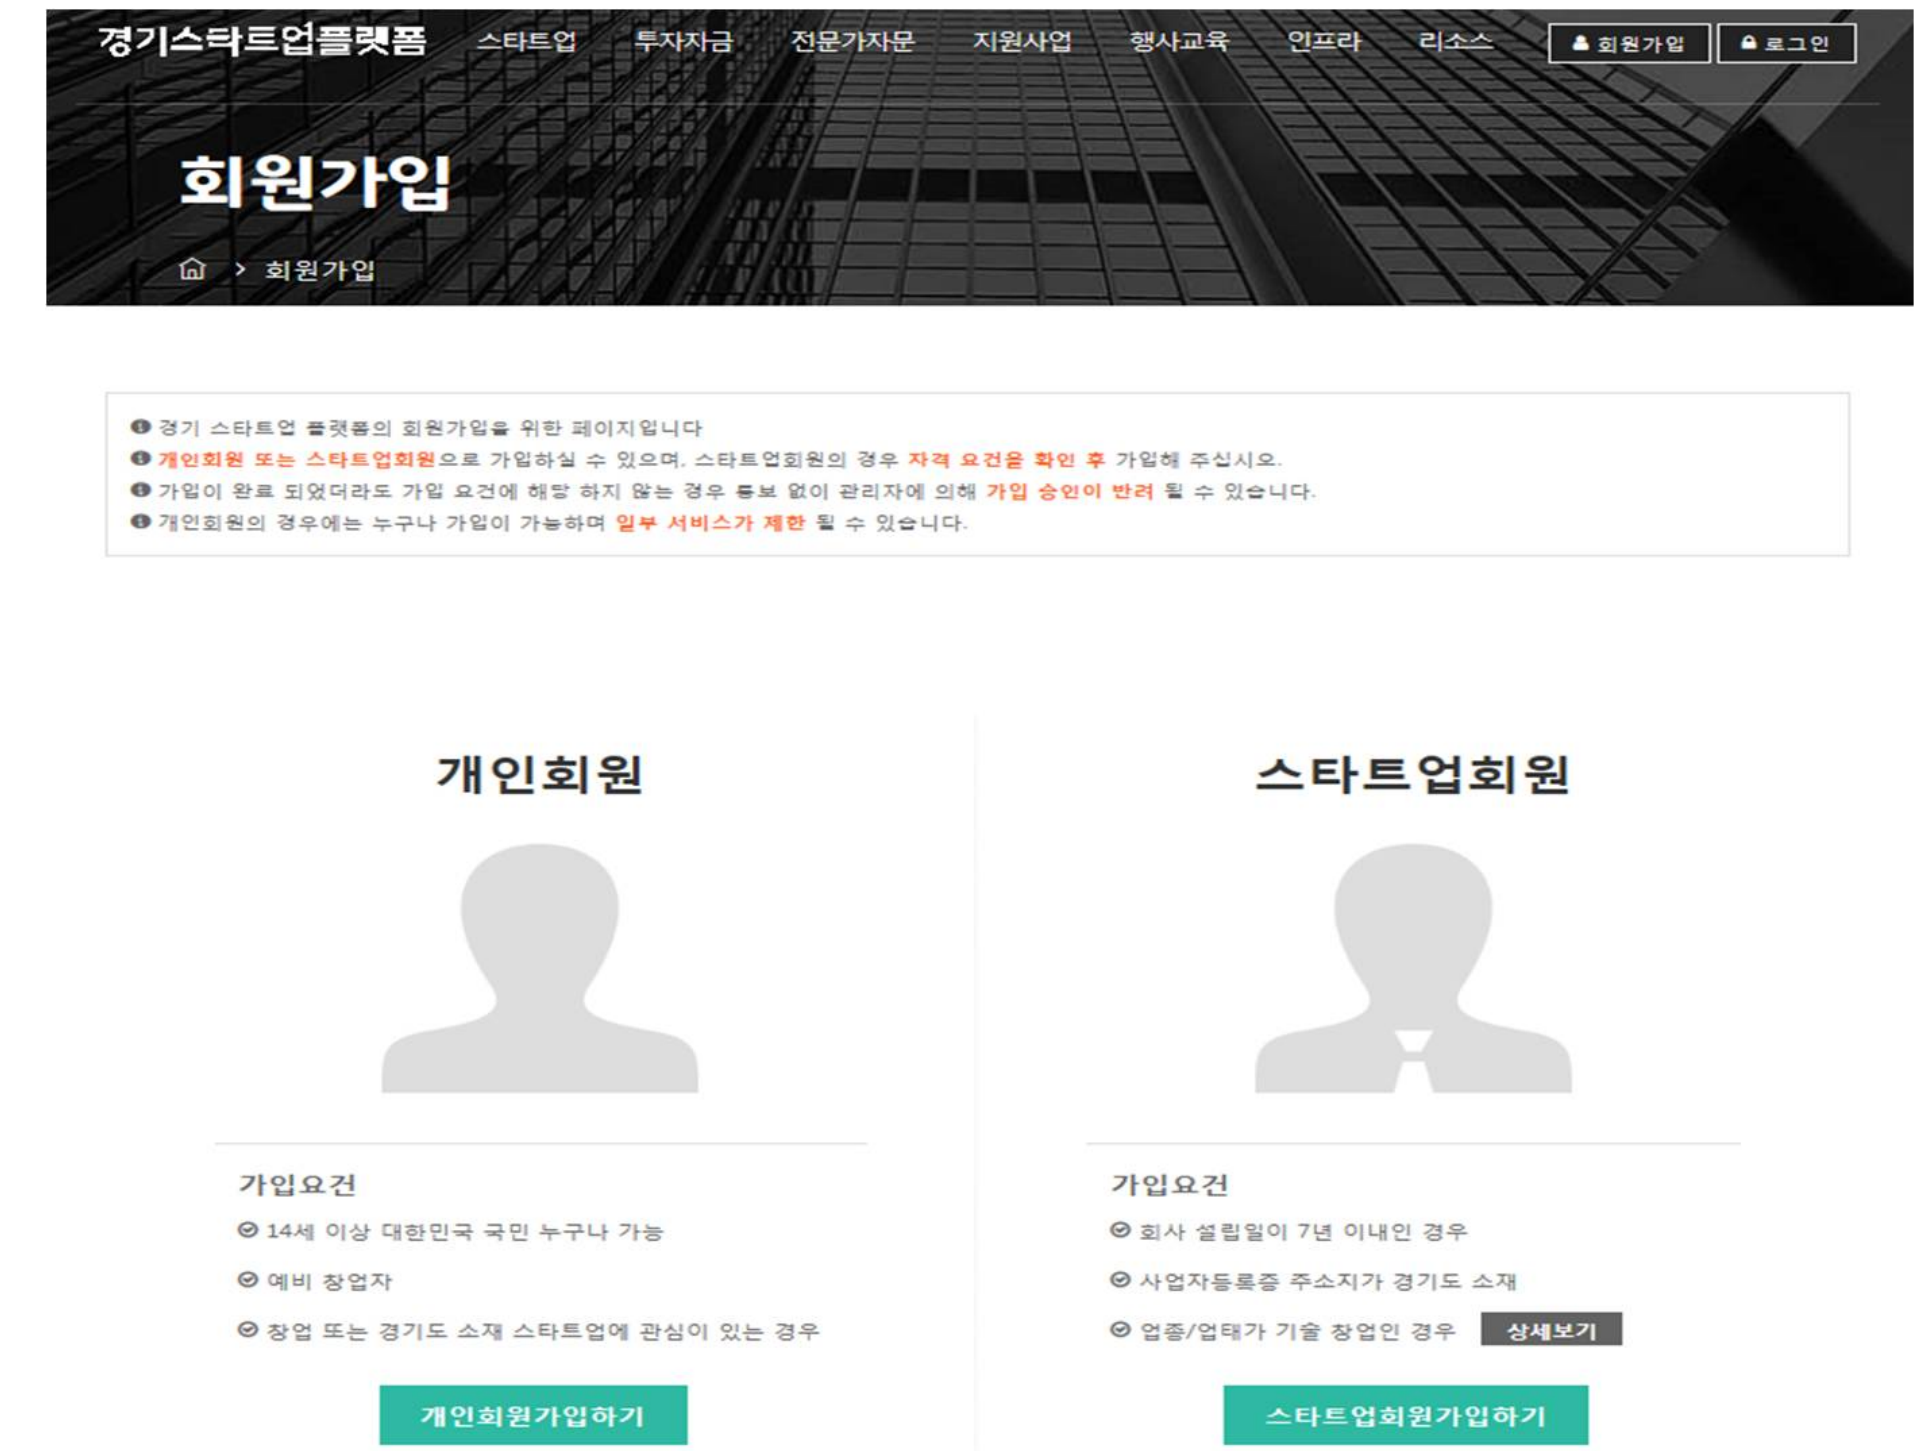 경기스타트업플랫폼 스타트업 투자자금 전문가자문 지원사업 행사교육 인프라 리소스 회원가입 로그인
회원가입
> 회원가입
경기 스타트업 플랫폼의 회원가입을 위한 페이지입니다
개인회원 또는 스타트업회원으로 가입하실 수 있으며, 스타트업회원의 경우 자격 요건을 확인 후 가입해 주십시오.
가입이 완료 되었더라도 가입 요건에 해당 하지 않는 경우 통보 없이 관리자에 의해 가입 승인이 반려 될 수 있습니다.
개인회원의 경우에는 누구나 가입이 가능하며 일부 서비스가 제한 될 수 있습니다.
개인회원
가입요건
14세 이상 대한민국 국민 누구나 가능
예비 창업자
창업 또는 경기도 소재 스타트업에 관심이 있는 경우
개인회원가입하기
스타트업회원
가입요건
회사 설립일이 7년 이내인 경우
사업자등록증 주소지가 경기도 소재
업종/업태가 기술 창업인 경우 상세보기
스타트업회원가입하기